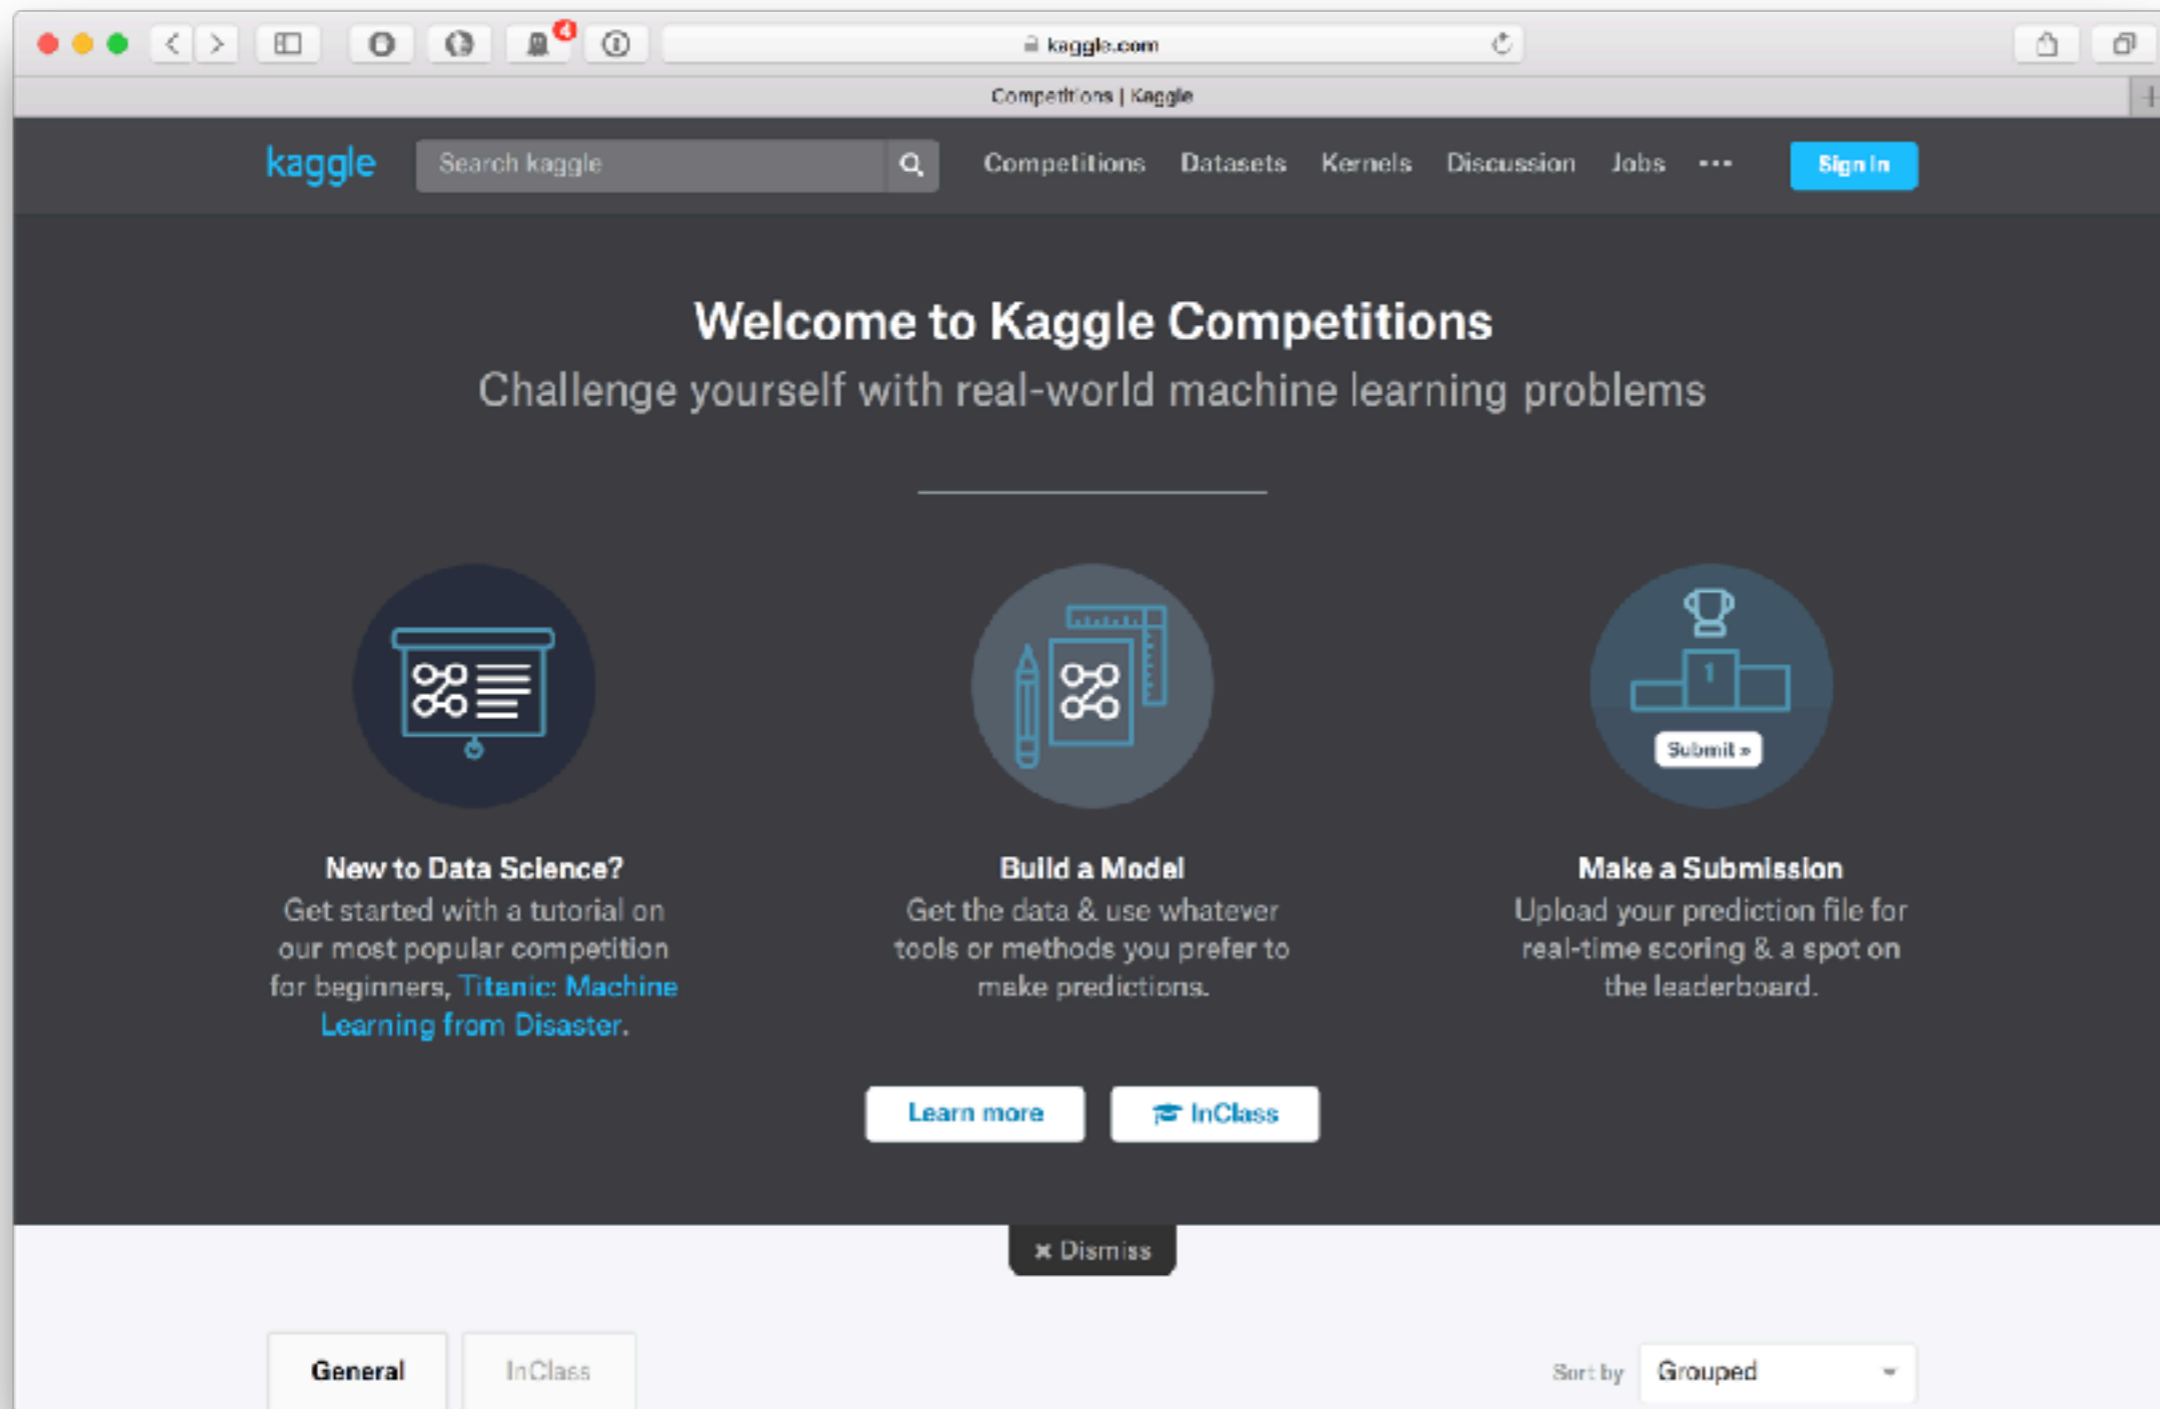 4
kaggle.com
Competitions | Kaggle
kaggle
Search kaggle
Competitions Datasets Kernels Discussion Jobs ••• Sign In
Welcome to Kaggle Competitions
Challenge yourself with real-world machine learning problems
1
Submit »
New to Data Science?
Get started with a tutorial on
our most popular competition
for beginners, Titanic: Machine
Learning from Disaster.
Build a Model
Get the data & use whatever
tools or methods you prefer to
make predictions.
Make a Submission
Upload your prediction file for
real-time scoring & a spot on
the leaderboard.
Learn more
InClass
× Dismiss
General
InClass
Sort by Grouped